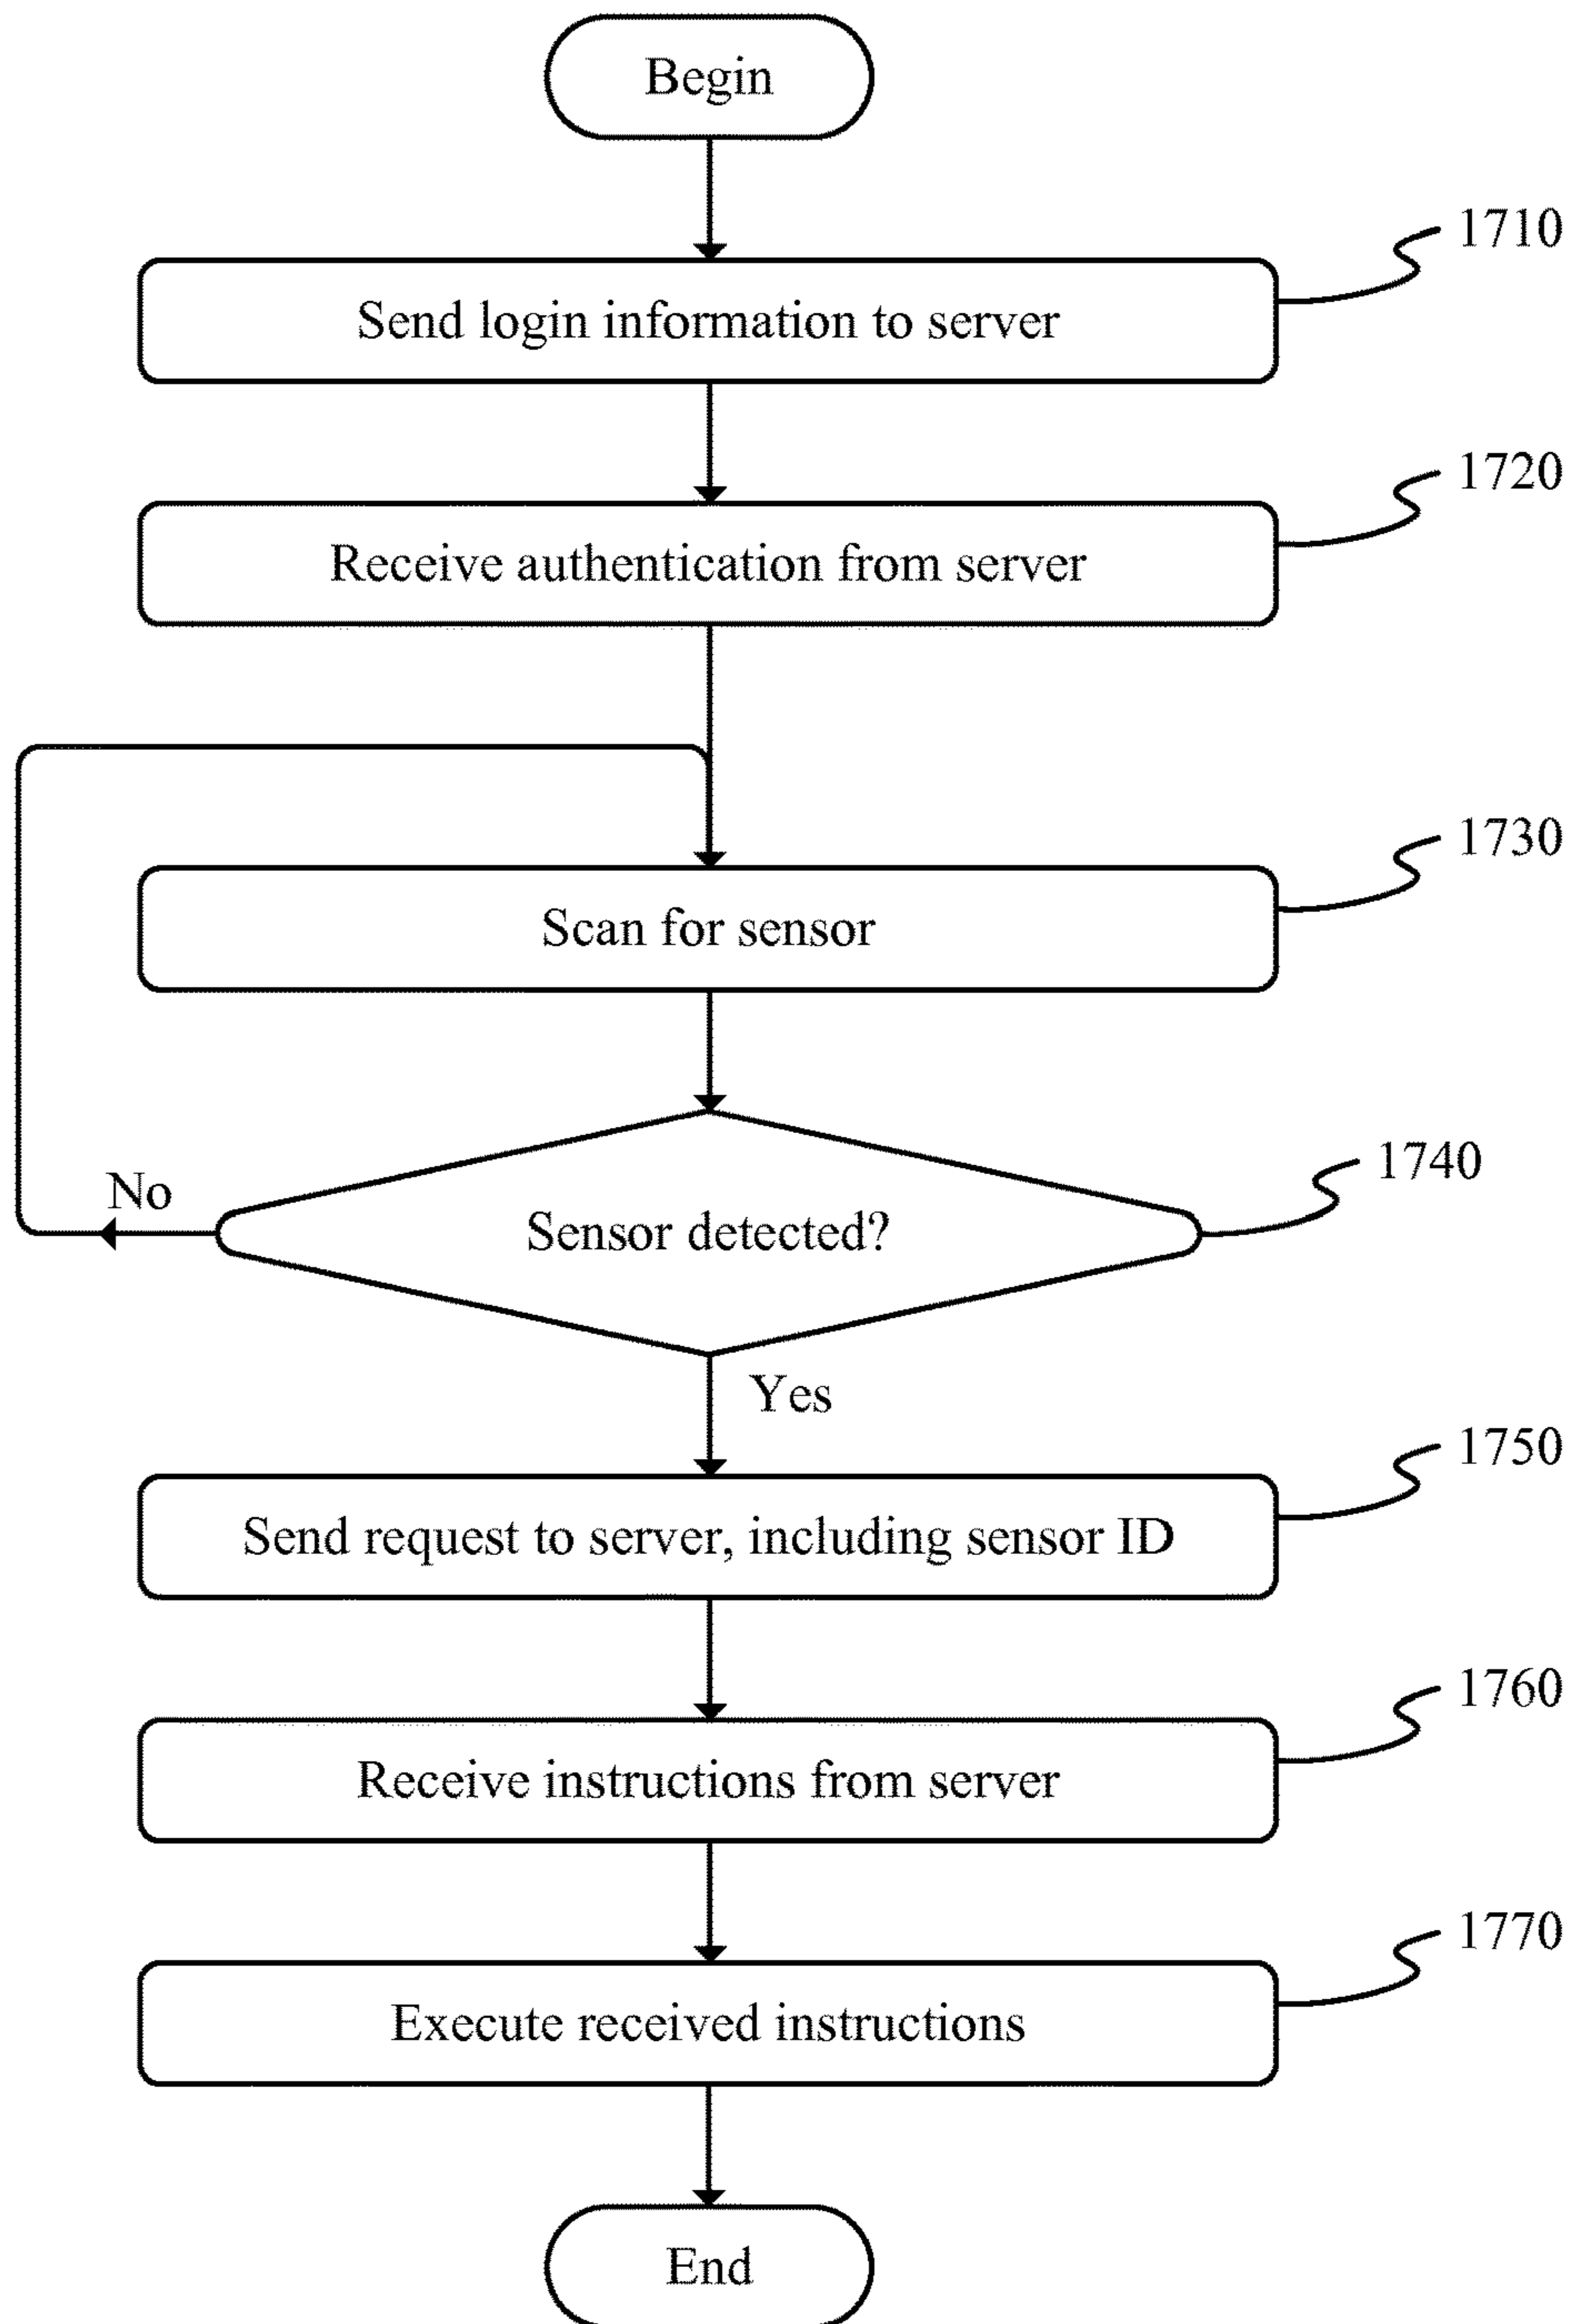 Begin
1710
Send login information to server
1720
Receive authentication from server
1730
Scan for sensor
1740
No
Sensor detected?
Yes
1750
Send request to server, including sensor ID
1760
Receive instructions from server
1770
Execute received instructions
End